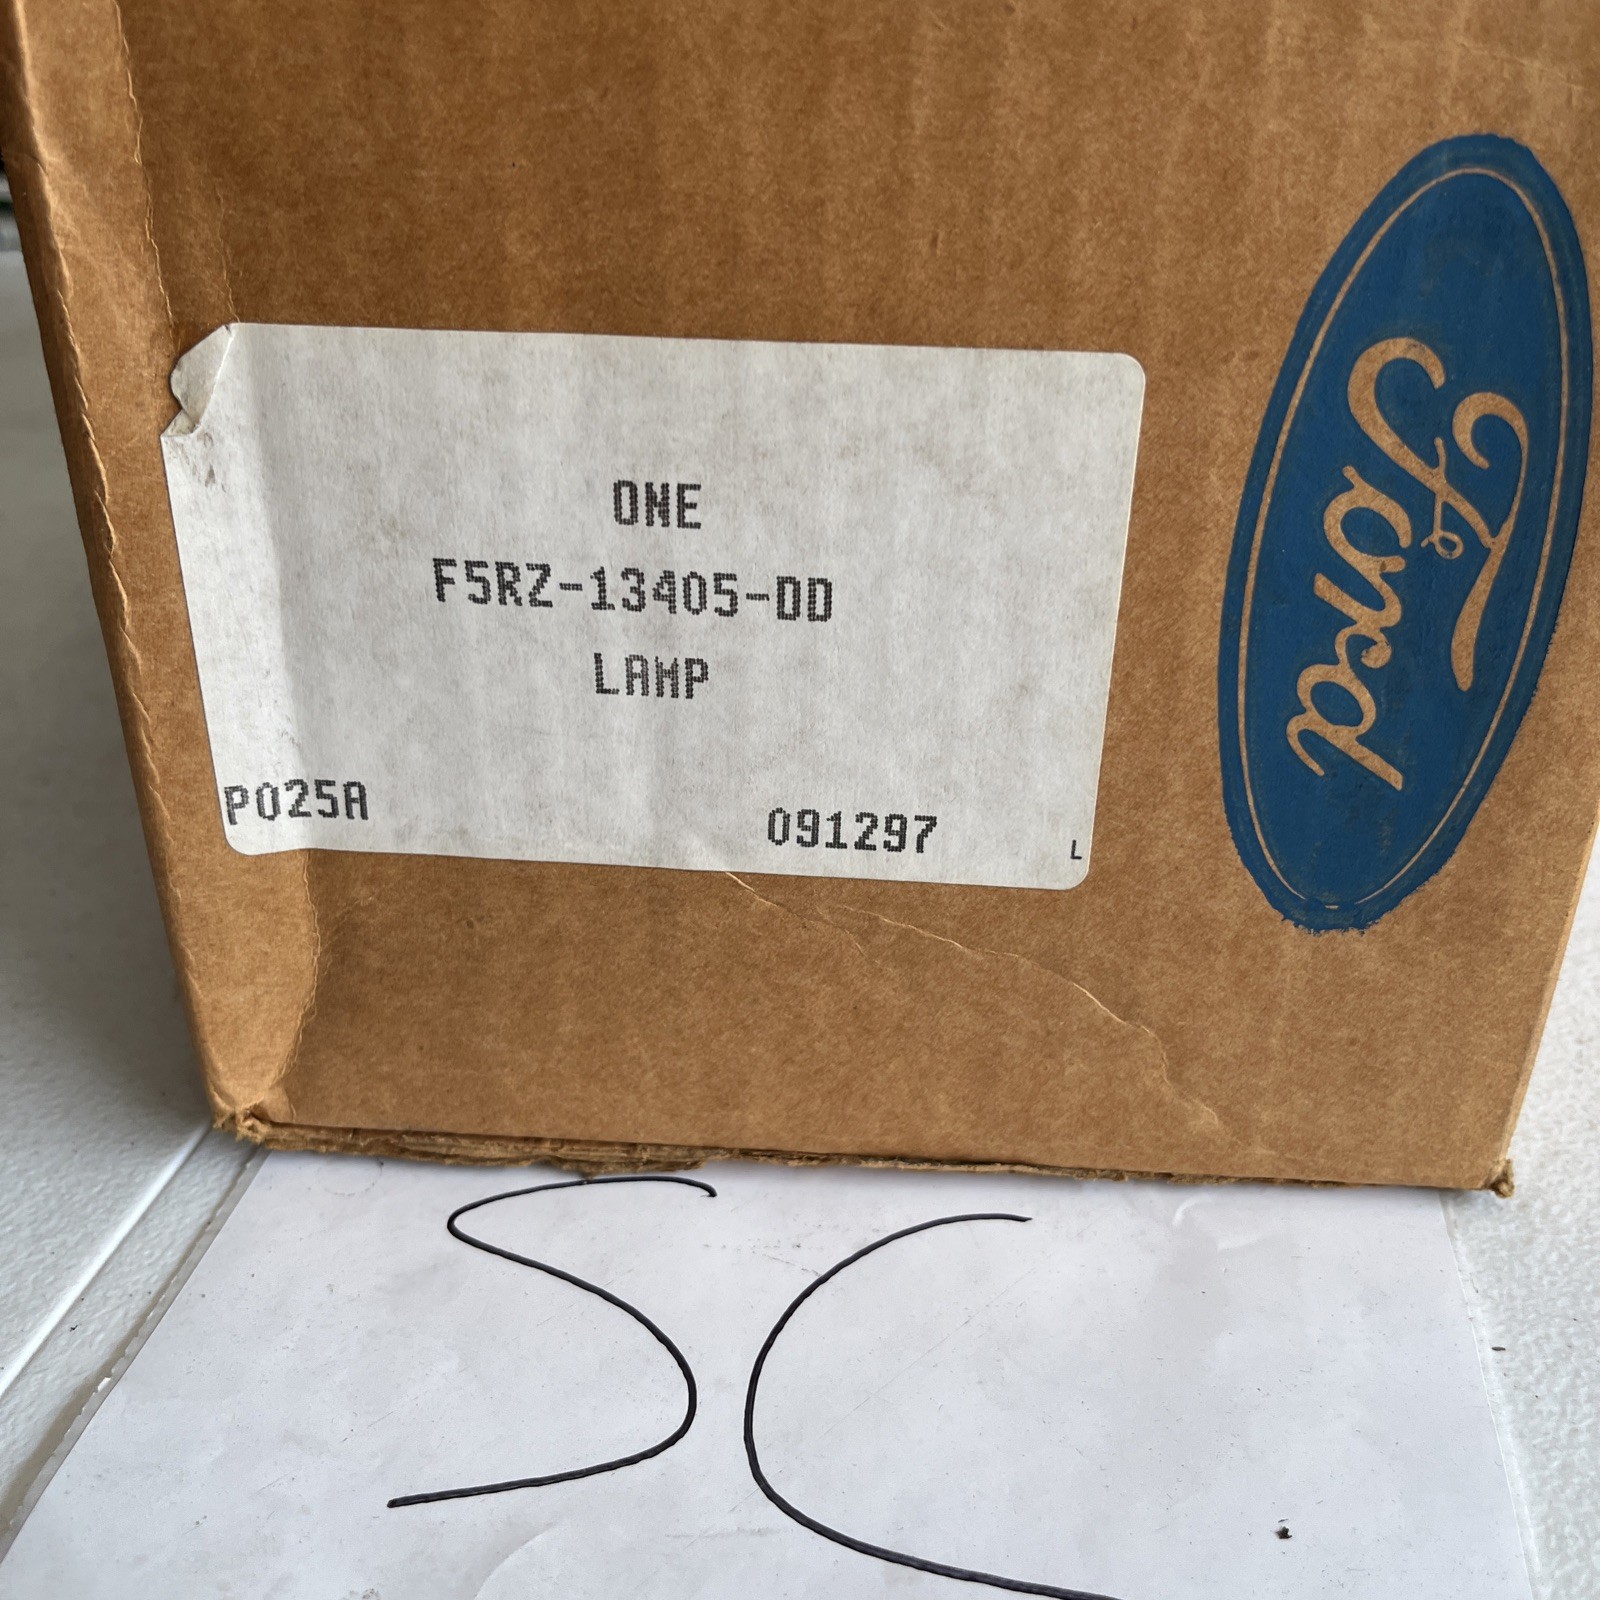 ONE
F5RZ-13405-DD
LAMP
P025A
091297
L
Ford
SC